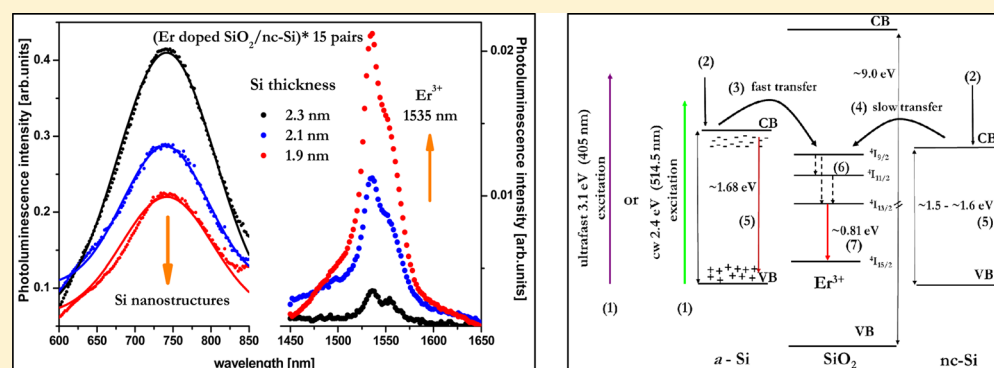 (Er doped SiO2/nc-Si)* 15 pairs
Si thickness
2.3 nm
2.1 nm
1.9 nm
Er3+
1535 nm
Si nanostructures
Photoluminescence intensity [arb.units]
0.4
0.3
0.2
0.1
600 650 700 750 800 850
1450 1500 1550 1600 1650
wavelength [nm]
0.02
0.01
Photoluminescence intensity [arb.units]
(1)
ultrafast 3.1 eV (405 nm)
excitation
or
cw 2.4 eV (514.5 nm)
excitation
(1)
(2)
CB
(3) fast transfer
~1.68 eV
(5)
VB
a - Si
CB
~9.0 eV
(4) slow transfer
4I9/2
4I11/2
4I13/2
4I15/2
(6)
~0.81 eV
(7)
Er3+
VB
SiO2
(2)
CB
~1.5 - ~1.6 eV
(5)
VB
nc-Si